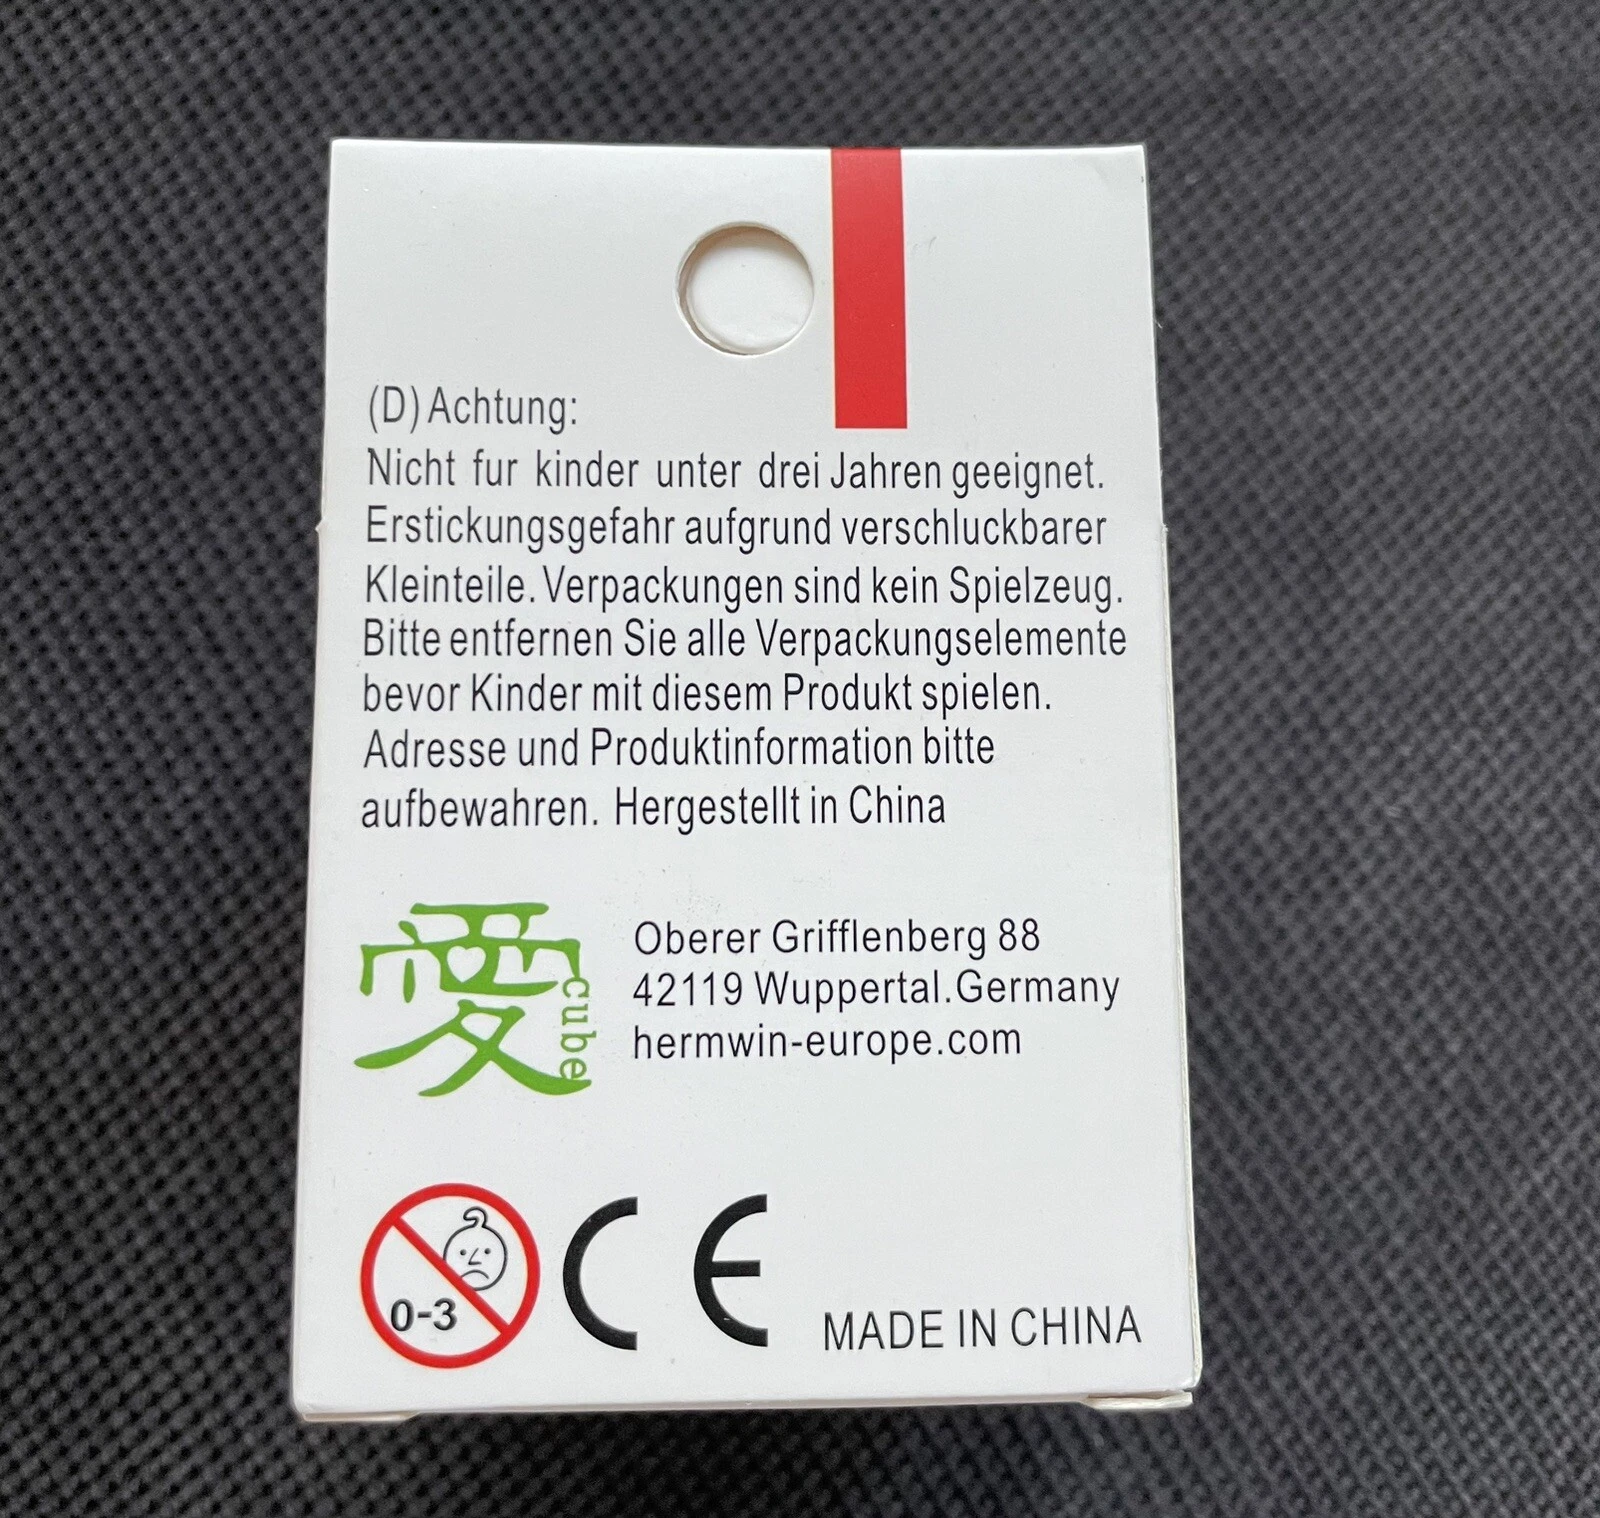 (D) Achtung:
Nicht fur kinder unter drei Jahren geeignet.
Erstickungsgefahr aufgrund verschluckbarer
Kleinteile. Verpackungen sind kein Spielzeug.
Bitte entfernen Sie alle Verpackungselemente
bevor Kinder mit diesem Produkt spielen.
Adresse und Produktinformation bitte
aufbewahren. Hergestellt in China
愛
cube
Oberer Grifflenberg 88
42119 Wuppertal.Germany
hermwin-europe.com
0-3
CE
MADE IN CHINA